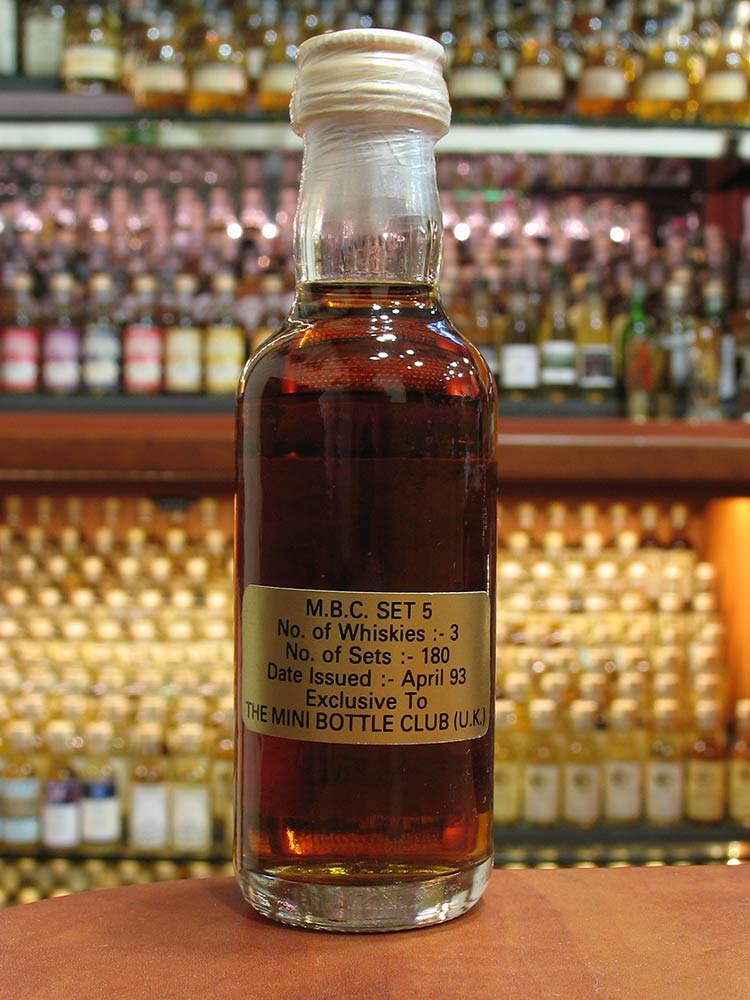 M.B.C. SET 5
No. of Whiskies :- 3
No. of Sets :- 180
Date Issued :- April 93
Exclusive To
THE MINI BOTTLE CLUB (U.K.)